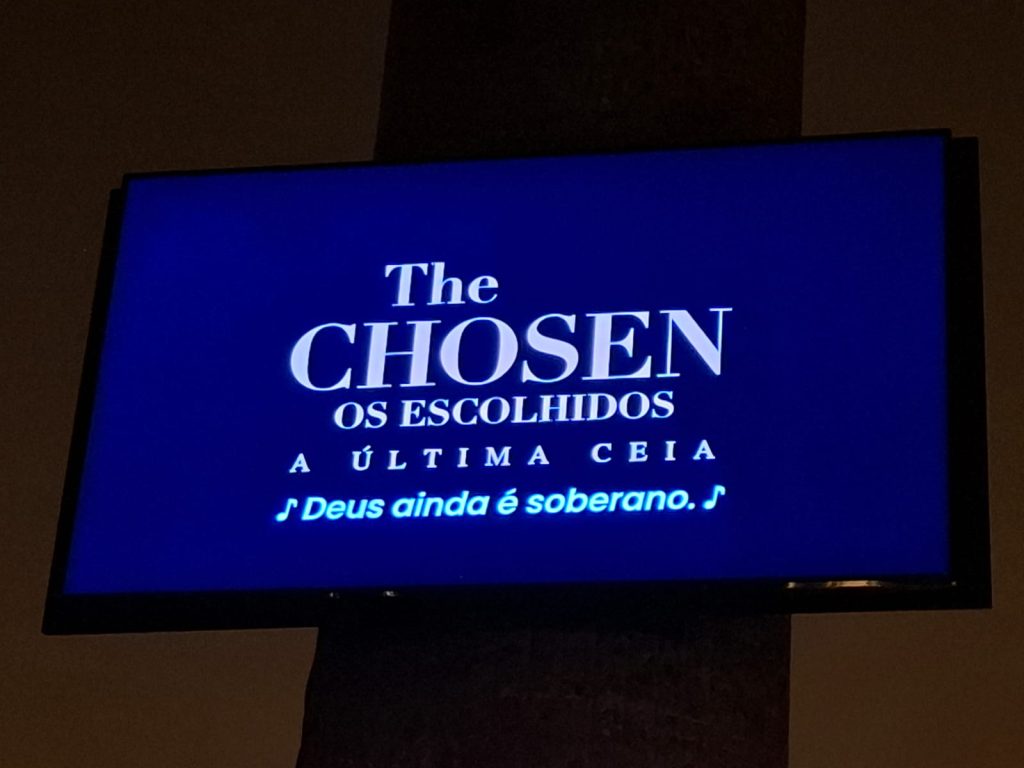 The
CHOSEN
OS ESCOLHIDOS
A ÚLTIMA CEIA
♪ Deus ainda é soberano. ♪